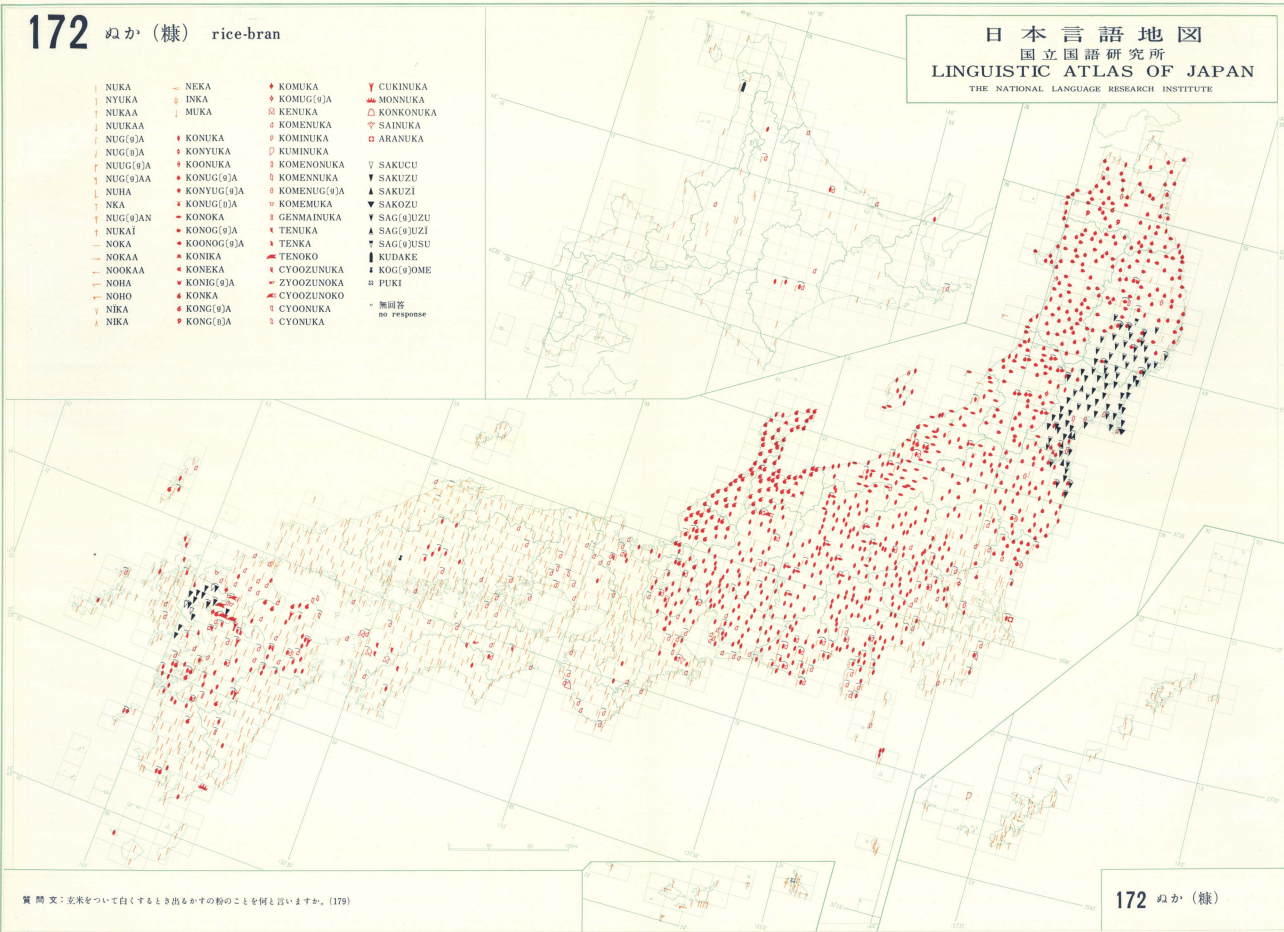 172 ぬか（糠） rice-bran
日本言語地図
国立国語研究所
LINGUISTIC ATLAS OF JAPAN
THE NATIONAL LANGUAGE RESEARCH INSTITUTE
NUKA
NYUKA
NUKAA
NUUKAA
NUG(g)A
NUG(ŋ)A
NUUG(g)A
NUG(g)AA
NUHA
NKA
NUG(g)AN
NUKAÏ
NOKA
NOKAA
NOOKAA
NOHA
NOHO
NÏKA
NIKA
NEKA
INKA
MUKA
KONUKA
KONYUKA
KOONUKA
KONUG(g)A
KONYUG(g)A
KONUG(ŋ)A
KONOKA
KONOG(g)A
KOONOG(g)A
KONIKA
KONEKA
KONIG(g)A
KONKA
KONG(g)A
KONG(ŋ)A
KOMUKA
KOMUG(g)A
KENUKA
KOMENUKA
KOMINUKA
KUMINUKA
KOMENONUKA
KOMENNUKA
KOMENUG(g)A
KOMEMUKA
GENMAINUKA
TENUKA
TENKA
TENOKO
CYOOZUNUKA
ZYOOZUNOKA
CYOOZUNOKO
CYOONUKA
CYONUKA
CUKINUKA
MONNUKA
KONKONUKA
SAINUKA
ARANUKA
SAKUCU
SAKUZU
SAKUZÏ
SAKOZU
SAG(g)UZU
SAG(g)UZÏ
SAG(g)USU
KUDAKE
KOG(g)OME
PUKI
無回答
no response
質問文：玄米をついて白くするとき出るかすの粉のことを何と言いますか。(179)
172 ぬか（糠）